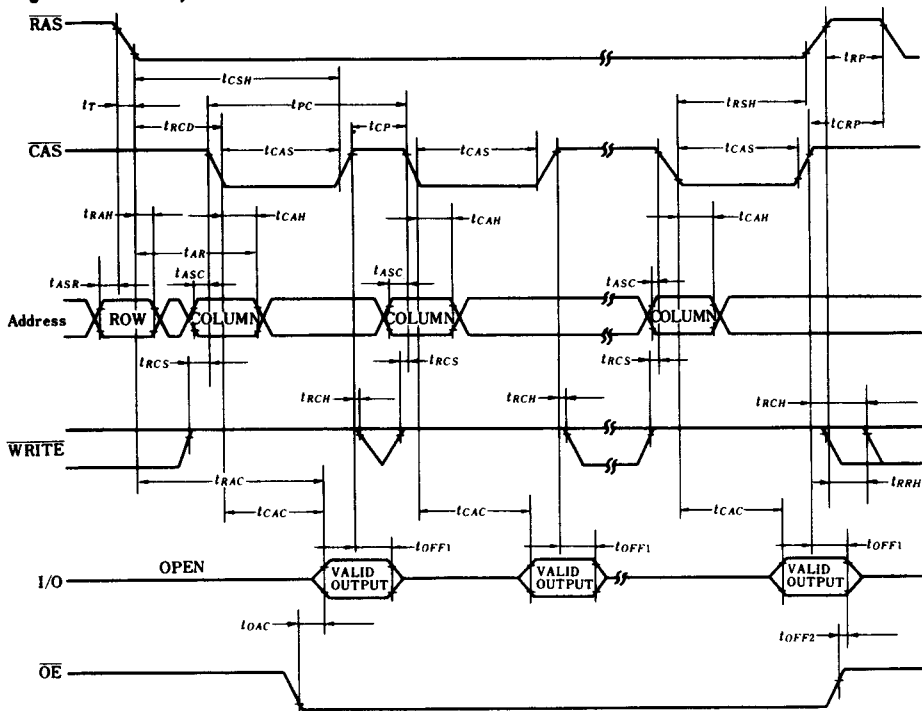 RAS
tRP
tCSH
tT
tPC
tRSH
tRCD
tCP
tCRP
CAS
tCAS
tCAS
tCAS
tRAH
tCAH
tCAH
tCAH
tAR
tASR
tASC
tASC
tASC
Address
ROW
COLUMN
COLUMN
COLUMN
tRCS
tRCS
tRCS
tRCH
tRCH
tRCH
WRITE
tRAC
tRRH
tCAC
tCAC
tCAC
tOFF1
tOFF1
tOFF1
I/O
OPEN
VALID
OUTPUT
VALID
OUTPUT
VALID
OUTPUT
tOAC
tOFF2
OE